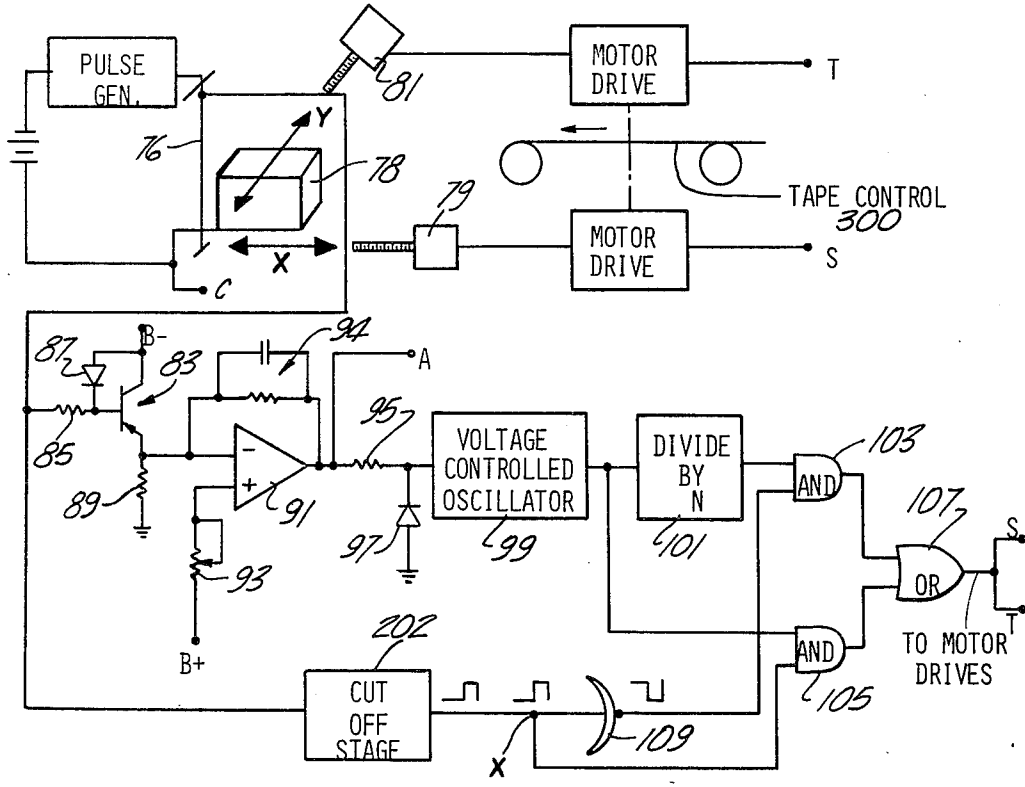 PULSE
GEN.
81
MOTOR
DRIVE
T
76
Y
78
79
TAPE CONTROL
300
X
MOTOR
DRIVE
S
C
B-
87
83
94
A
85
95
VOLTAGE
CONTROLLED
OSCILLATOR
99
DIVIDE
BY
N
101
AND
103
89
-
+
91
97
93
107
OR
S
T
B+
202
AND
105
TO MOTOR
DRIVES
CUT
OFF
STAGE
X
109